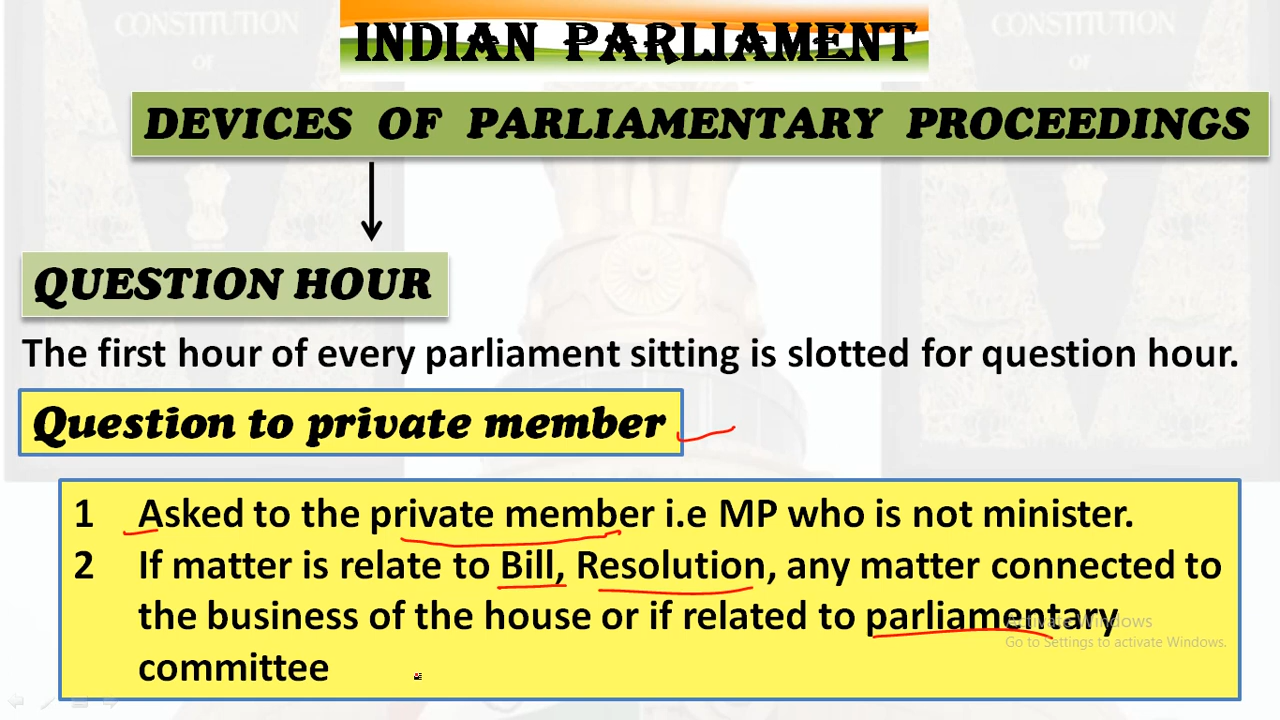 CONSTITUTION
OF
CONSTITUTION
OF
INDIAN PARLIAMENT
DEVICES OF PARLIAMENTARY PROCEEDINGS
QUESTION HOUR
The first hour of every parliament sitting is slotted for question hour.
Question to private member
1 Asked to the private member i.e MP who is not minister.
2 If matter is relate to Bill, Resolution, any matter connected to
the business of the house or if related to parliamentary
committee
Activate Windows
Go to Settings to activate Windows.